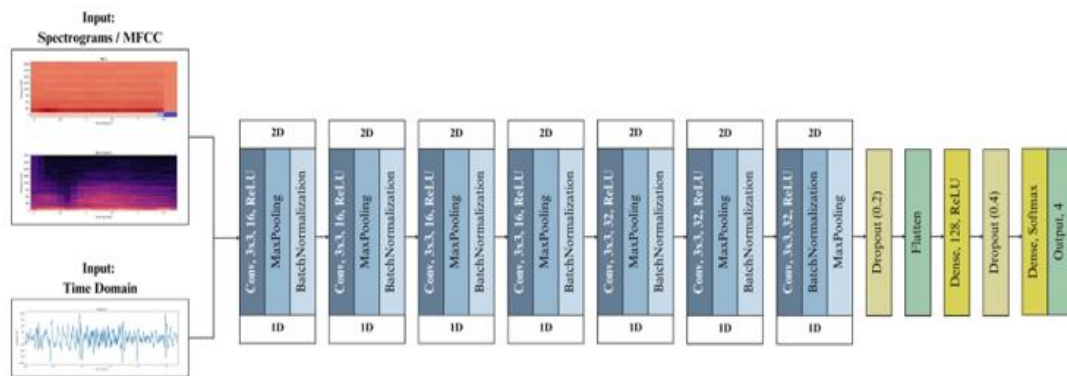 Input:
Spectrograms / MFCC
Input:
Time Domain
2D
Conv, 3x3, 16, ReLU
MaxPooling
BatchNormalization
1D
2D
Conv, 3x3, 16, ReLU
MaxPooling
BatchNormalization
1D
2D
Conv, 3x3, 16, ReLU
MaxPooling
BatchNormalization
1D
2D
Conv, 3x3, 16, ReLU
MaxPooling
BatchNormalization
1D
2D
Conv, 3x3, 32, ReLU
MaxPooling
BatchNormalization
1D
2D
Conv, 3x3, 32, ReLU
MaxPooling
BatchNormalization
1D
2D
Conv, 3x3, 32, ReLU
BatchNormalization
MaxPooling
1D
Dropout (0.2)
Flatten
Dense, 128, ReLU
Dropout (0.4)
Dense, Softmax
Output, 4